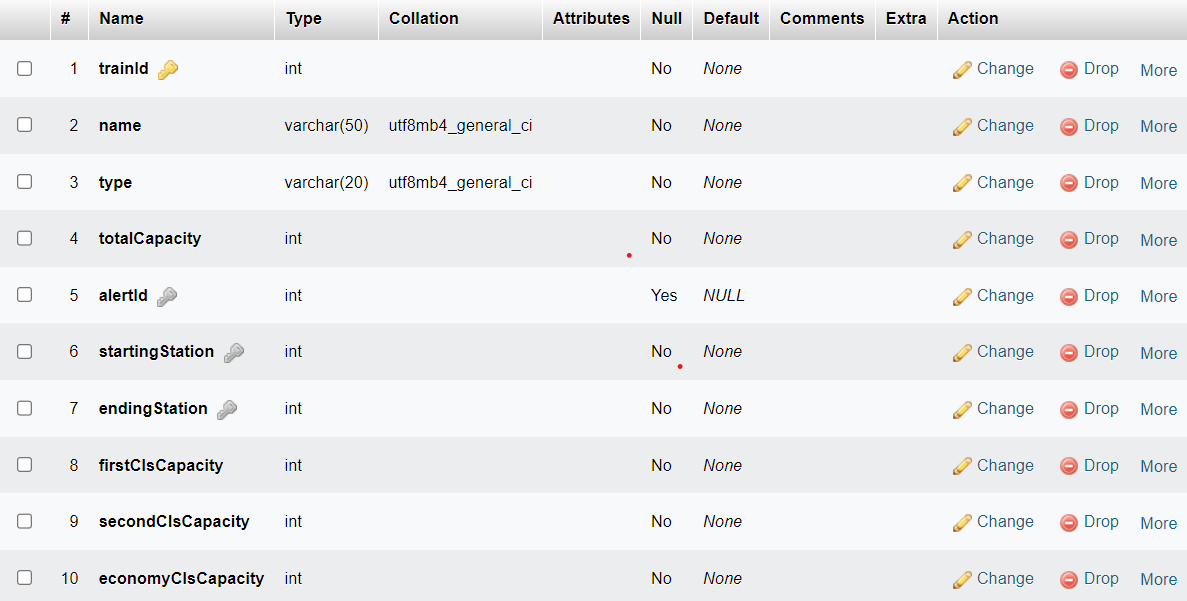 # Name Type Collation Attributes Null Default Comments Extra Action
1 trainId int No None Change Drop More
2 name varchar(50) utf8mb4_general_ci No None Change Drop More
3 type varchar(20) utf8mb4_general_ci No None Change Drop More
4 totalCapacity int No None Change Drop More
5 alertId int Yes NULL Change Drop More
6 startingStation int No None Change Drop More
7 endingStation int No None Change Drop More
8 firstClsCapacity int No None Change Drop More
9 secondClsCapacity int No None Change Drop More
10 economyClsCapacity int No None Change Drop More